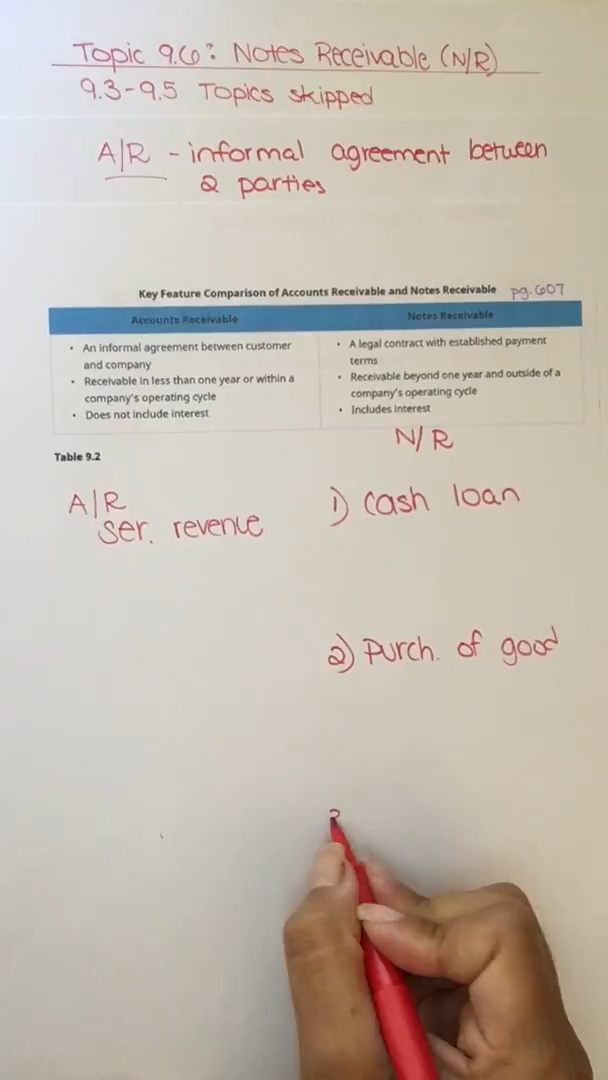 Topic 9.6: Notes Receivable (N/R)
9.3-9.5 Topics skipped
A/R - informal agreement between
2 parties
Key Feature Comparison of Accounts Receivable and Notes Receivable pg. 607
Accounts Receivable
Notes Receivable
• An informal agreement between customer
and company
• Receivable in less than one year or within a
company's operating cycle
• Does not include interest
• A legal contract with established payment
terms
• Receivable beyond one year and outside of a
company's operating cycle
• Includes interest
Table 9.2
N/R
A/R
Ser. revenue
1) cash loan
2) Purch. of good